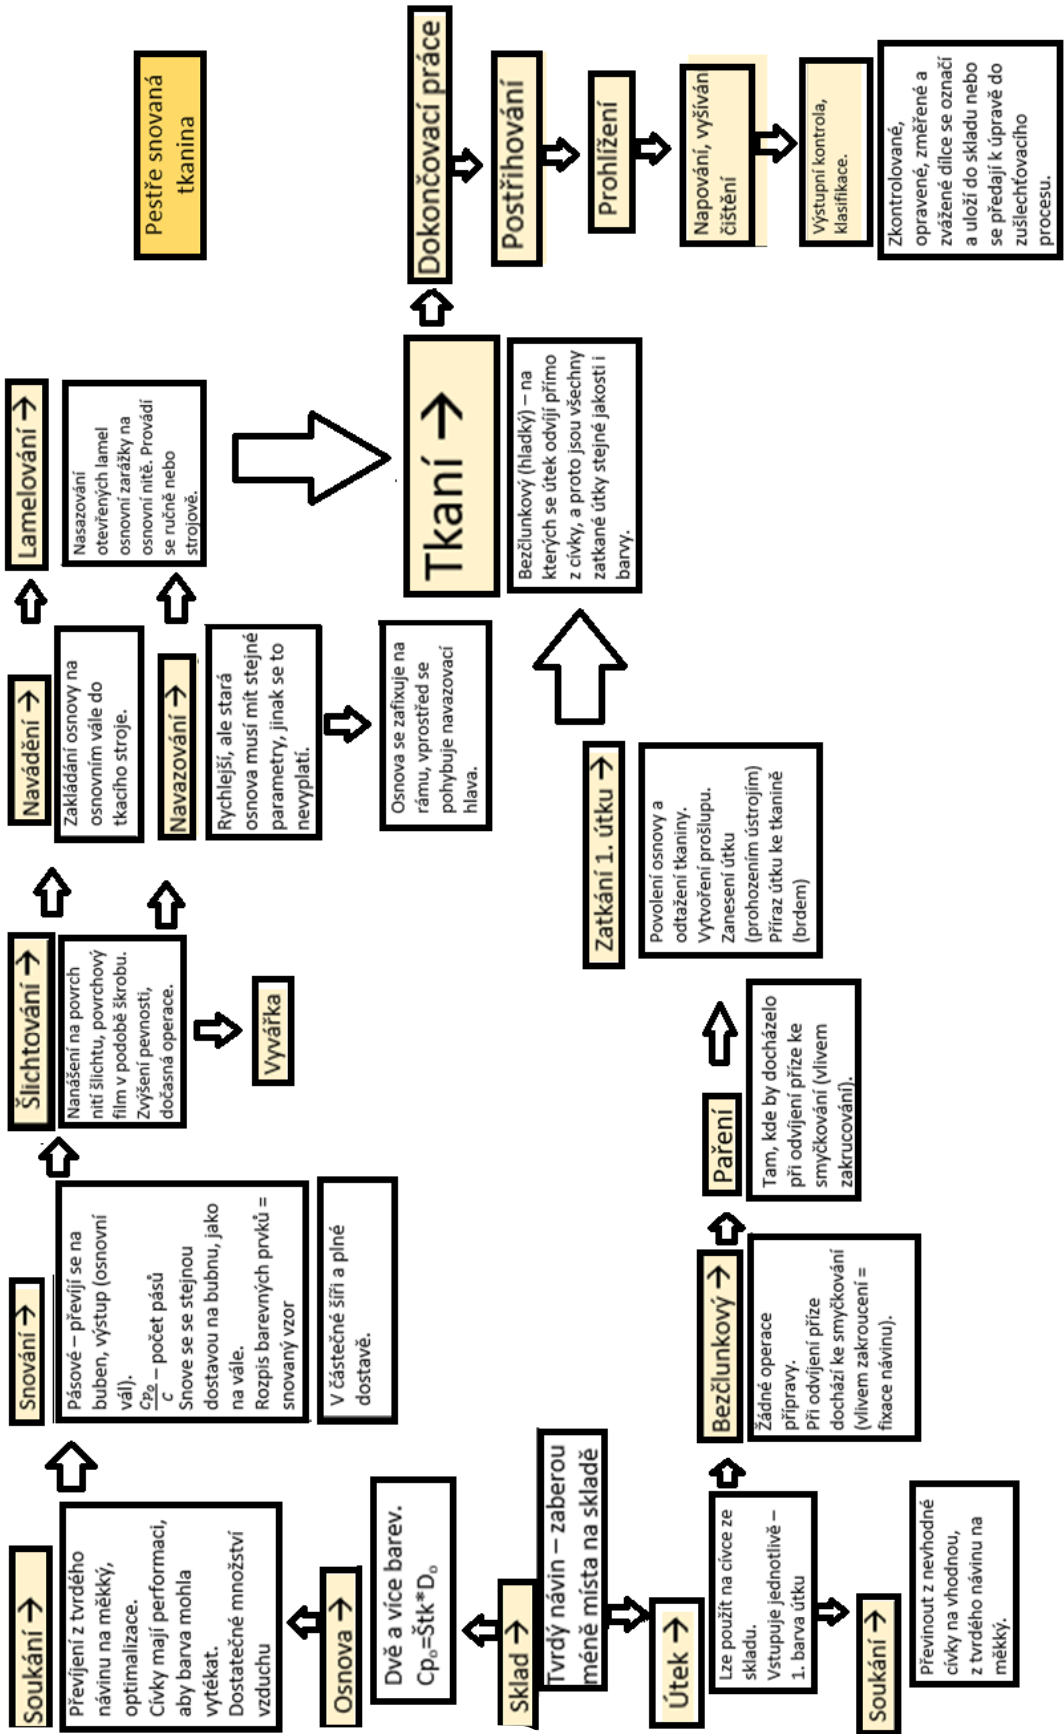 Pestře snovaná
tkanina
Soukání →
Převíjení z tvrdého
návinu na měkký,
optimalizace.
Cívky mají performaci,
aby barva mohla
vytékat.
Dostatečné množství
vzduchu
Osnova →
Dvě a více barev.
Cpₒ=Štk*Dₒ
Sklad →
Tvrdý návin – zaberou
méně místa na skladě
Útek →
Lze použít na cívce ze
skladu.
Vstupuje jednotlivě –
1. barva útku
Soukání →
Převinout z nevhodné
cívky na vhodnou,
z tvrdého návinu na
měkký.
Snování →
Pásové – převíjí se na
buben, výstup (osnovní
vál).
cpₒ/c – počet pásů
Snove se se stejnou
dostavou na bubnu, jako
na vále.
Rozpis barevných prvků =
snovaný vzor
V částečné šíři a plné
dostavě.
Bezčlunkový →
Žádné operace
přípravy.
Při odvíjení příze
dochází ke smyčkování
(vlivem zakroucení =
fixace návinu).
Šlichtování →
Nanášení na povrch
nití šlichtu, povrchový
film v podobě škrobu.
Zvýšení pevnosti,
dočasná operace.
Vyvářka
Paření
Tam, kde by docházelo
při odvíjení příze ke
smyčkování (vlivem
zakrucování).
Navádění →
Zakládání osnovy na
osnovním vále do
tkacího stroje.
Navazování →
Rychlejší, ale stará
osnova musí mít stejné
parametry, jinak se to
nevyplatí.
Osnova se zafixuje na
rámu, vprostřed se
pohybuje navazovací
hlava.
Zatkání 1. útku →
Povolení osnovy a
odtažení tkaniny.
Vytvoření prošlupu.
Zanesení útku
(prohozením ústrojím)
Příraz útku ke tkanině
(brdem)
Lamelování →
Nasazování
otevřených lamel
osnovní zarážky na
osnovní nitě. Provádí
se ručně nebo
strojově.
Tkaní →
Bezčlunkový (hladký) – na
kterých se útek odvíjí přímo
z cívky, a proto jsou všechny
zatkané útky stejné jakosti i
barvy.
Dokončovací práce
Postřihování
Prohlížení
Napování, vyšíván
čištění
Výstupní kontrola,
klasifikace.
Zkontrolované,
opravené, změřené a
zvážené dílce se označí
a uloží do skladu nebo
se předají k úpravě do
zušlechťovacího
procesu.